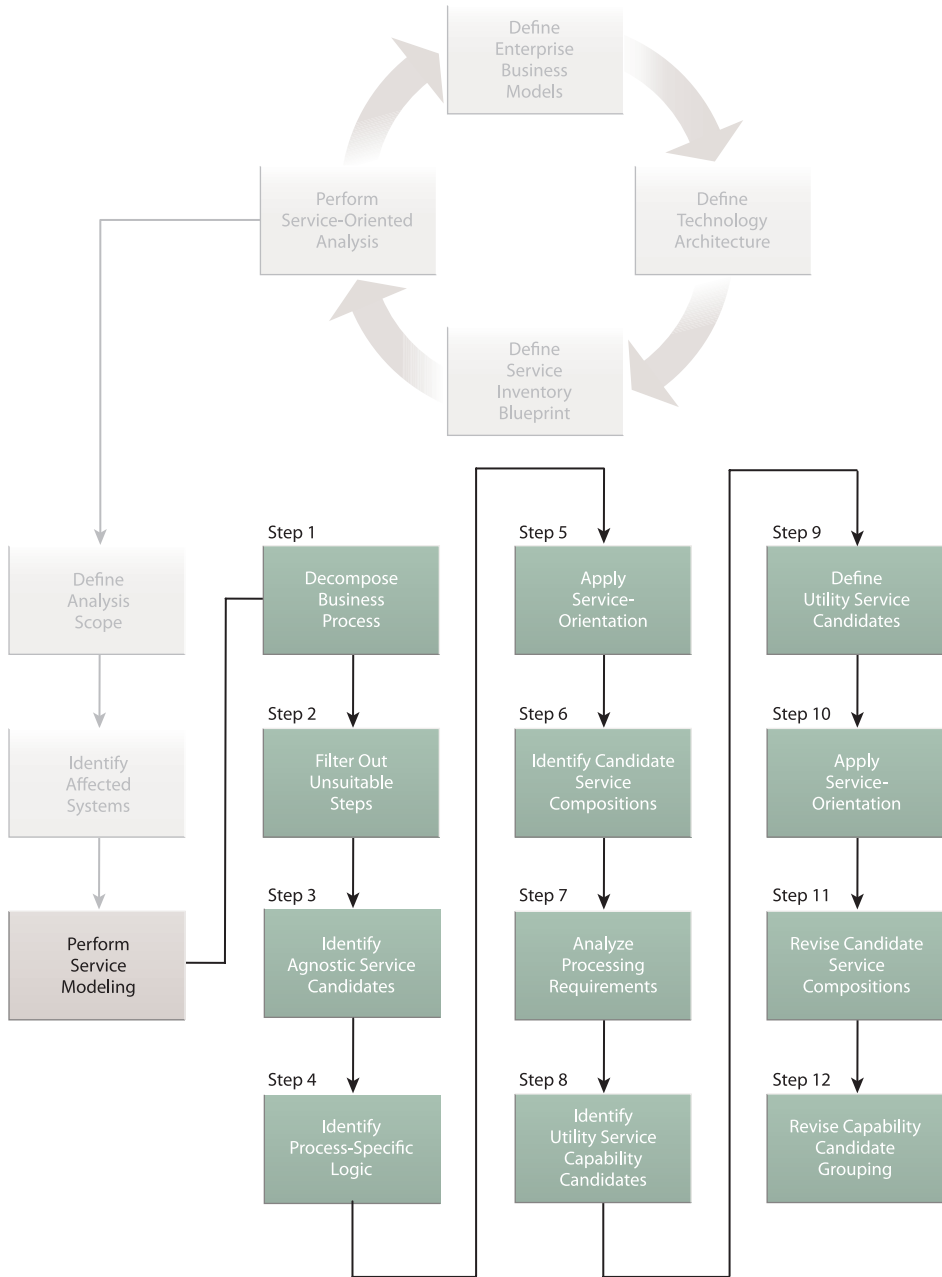 Define
Enterprise
Business
Models
Perform
Service-Oriented
Analysis
Define
Technology
Architecture
Define
Service
Inventory
Blueprint
Define
Analysis
Scope
Identify
Affected
Systems
Perform
Service
Modeling
Step 1
Decompose
Business
Process
Step 2
Filter Out
Unsuitable
Steps
Step 3
Identify
Agnostic Service
Candidates
Step 4
Identify
Process-Specific
Logic
Step 5
Apply
Service-
Orientation
Step 6
Identify Candidate
Service
Compositions
Step 7
Analyze
Processing
Requirements
Step 8
Identify
Utility Service
Capability
Candidates
Step 9
Define
Utility Service
Candidates
Step 10
Apply
Service-
Orientation
Step 11
Revise Candidate
Service
Compositions
Step 12
Revise Capability
Candidate
Grouping